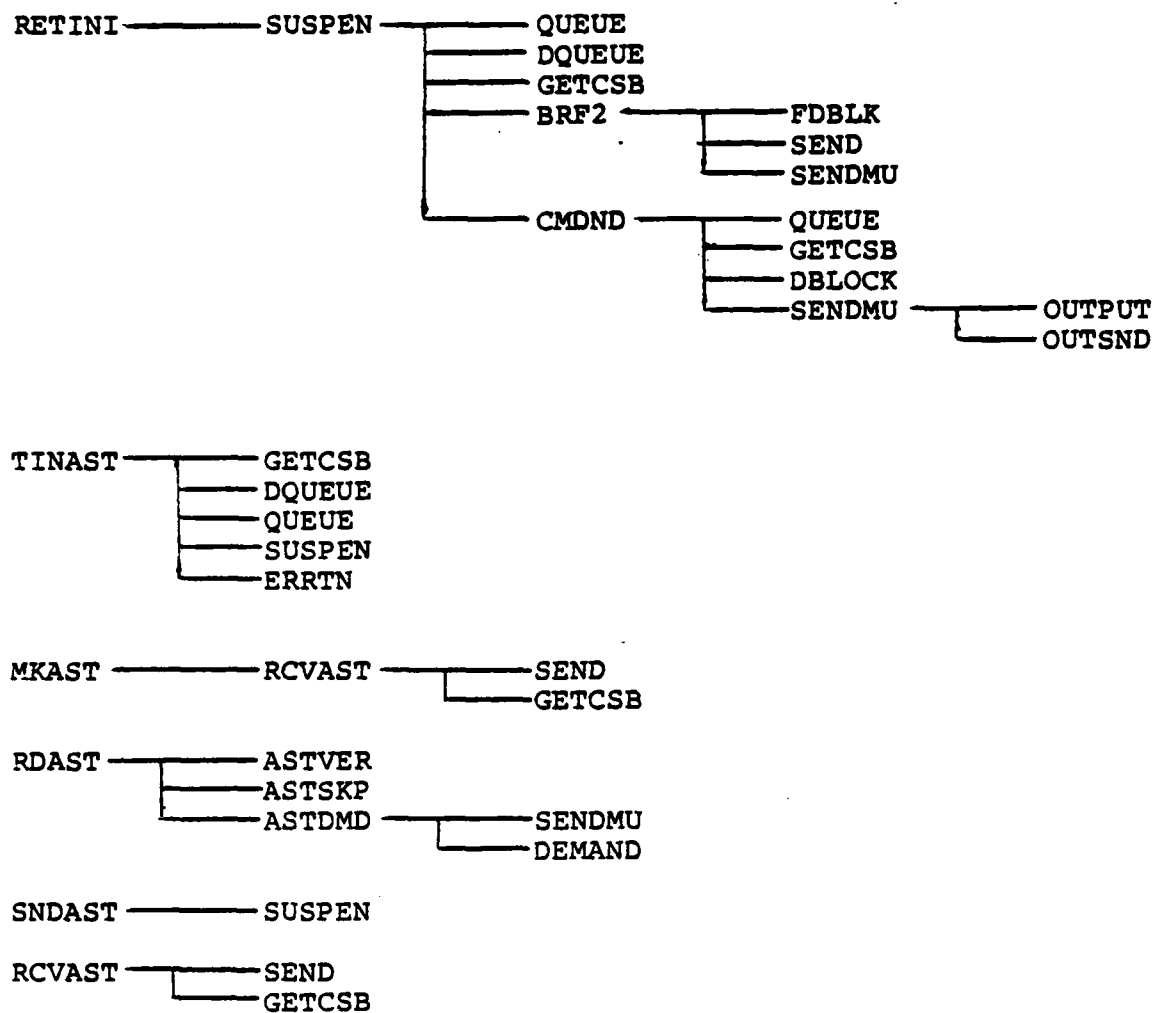 RETINI SUSPEN QUEUE
DQUEUE
GETCSB
BRF2 FDBLK
SEND
SENDMU
CMDND QUEUE
GETCSB
DBLOCK
SENDMU OUTPUT
OUTSND
TINAST GETCSB
DQUEUE
QUEUE
SUSPEN
ERRTN
MKAST RCVAST SEND
GETCSB
RDAST ASTVER
ASTSKP
ASTDMD SENDMU
DEMAND
SNDAST SUSPEN
RCVAST SEND
GETCSB